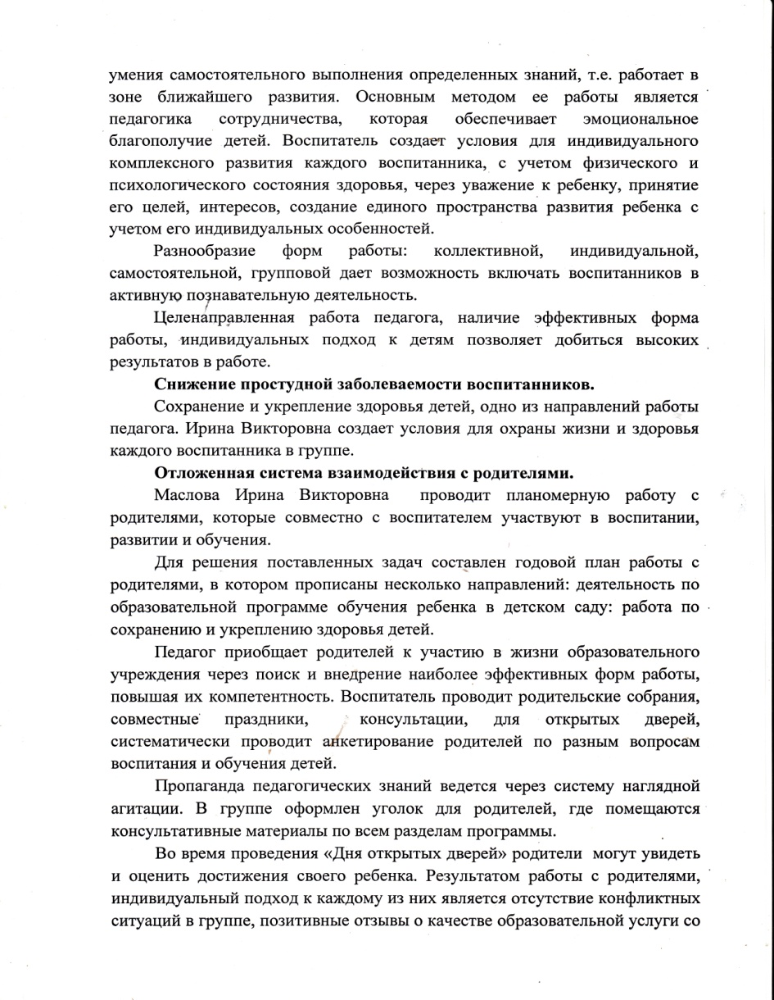 умения самостоятельного выполнения определенных знаний, т.е. работает в
зоне ближайшего развития. Основным методом ее работы является
педагогика сотрудничества, которая обеспечивает эмоциональное
благополучие детей. Воспитатель создает условия для индивидуального
комплексного развития каждого воспитанника, с учетом физического и
психологического состояния здоровья, через уважение к ребенку, принятие
его целей, интересов, создание единого пространства развития ребенка с
учетом его индивидуальных особенностей.
Разнообразие форм работы: коллективной, индивидуальной,
самостоятельной, групповой дает возможность включать воспитанников в
активную познавательную деятельность.
Целенаправленная работа педагога, наличие эффективных форма
работы, индивидуальных подход к детям позволяет добиться высоких
результатов в работе.
Снижение простудной заболеваемости воспитанников.
Сохранение и укрепление здоровья детей, одно из направлений работы
педагога. Ирина Викторовна создает условия для охраны жизни и здоровья
каждого воспитанника в группе.
Отложенная система взаимодействия с родителями.
Маслова Ирина Викторовна проводит планомерную работу с
родителями, которые совместно с воспитателем участвуют в воспитании,
развитии и обучения.
Для решения поставленных задач составлен годовой план работы с
родителями, в котором прописаны несколько направлений: деятельность по
образовательной программе обучения ребенка в детском саду: работа по
сохранению и укреплению здоровья детей.
Педагог приобщает родителей к участию в жизни образовательного
учреждения через поиск и внедрение наиболее эффективных форм работы,
повышая их компетентность. Воспитатель проводит родительские собрания,
совместные праздники, консультации, для открытых дверей,
систематически проводит анкетирование родителей по разным вопросам
воспитания и обучения детей.
Пропаганда педагогических знаний ведется через систему наглядной
агитации. В группе оформлен уголок для родителей, где помещаются
консультативные материалы по всем разделам программы.
Во время проведения «Дня открытых дверей» родители могут увидеть
и оценить достижения своего ребенка. Результатом работы с родителями,
индивидуальный подход к каждому из них является отсутствие конфликтных
ситуаций в группе, позитивные отзывы о качестве образовательной услуги со